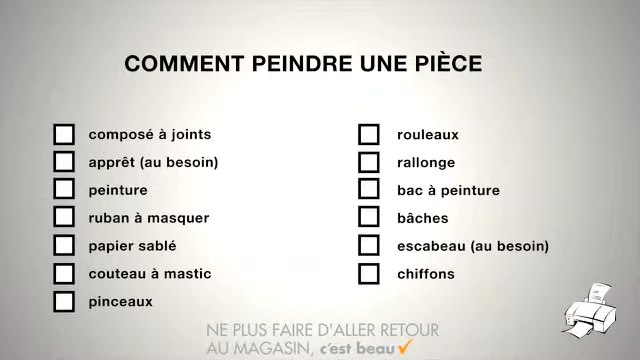 COMMENT PEINDRE UNE PIÈCE
composé à joints
apprêt (au besoin)
peinture
ruban à masquer
papier sablé
couteau à mastic
pinceaux
rouleaux
rallonge
bac à peinture
bâches
escabeau (au besoin)
chiffons
NE PLUS FAIRE D'ALLER RETOUR
AU MAGASIN, c'est beau